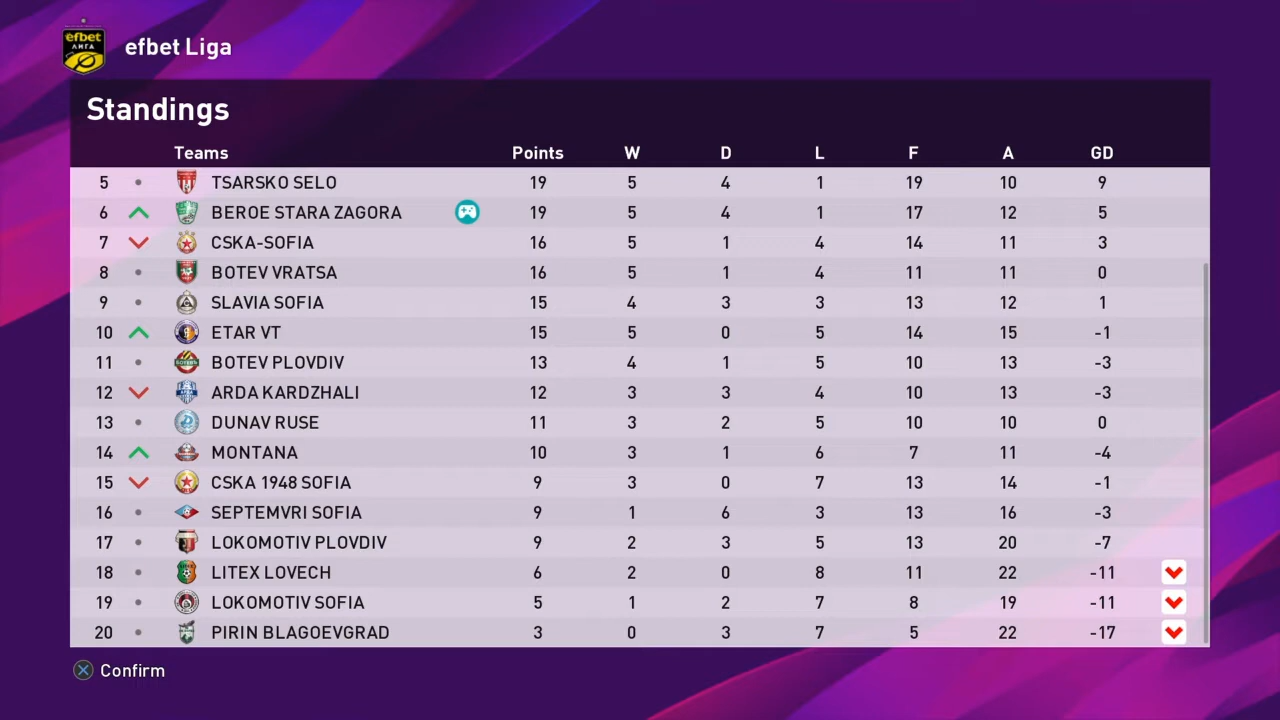 efbet
ЛИГА
efbet Liga
Standings
Teams Points W D L F A GD
5 TSARSKO SELO 19 5 4 1 19 10 9
6 BEROE STARA ZAGORA 19 5 4 1 17 12 5
7 CSKA-SOFIA 16 5 1 4 14 11 3
8 BOTEV VRATSA 16 5 1 4 11 11 0
9 SLAVIA SOFIA 15 4 3 3 13 12 1
10 ETAR VT 15 5 0 5 14 15 -1
11 BOTEV PLOVDIV 13 4 1 5 10 13 -3
12 ARDA KARDZHALI 12 3 3 4 10 13 -3
13 DUNAV RUSE 11 3 2 5 10 10 0
14 MONTANA 10 3 1 6 7 11 -4
15 CSKA 1948 SOFIA 9 3 0 7 13 14 -1
16 SEPTEMVRI SOFIA 9 1 6 3 13 16 -3
17 LOKOMOTIV PLOVDIV 9 2 3 5 13 20 -7
18 LITEX LOVECH 6 2 0 8 11 22 -11
19 LOKOMOTIV SOFIA 5 1 2 7 8 19 -11
20 PIRIN BLAGOEVGRAD 3 0 3 7 5 22 -17
Confirm